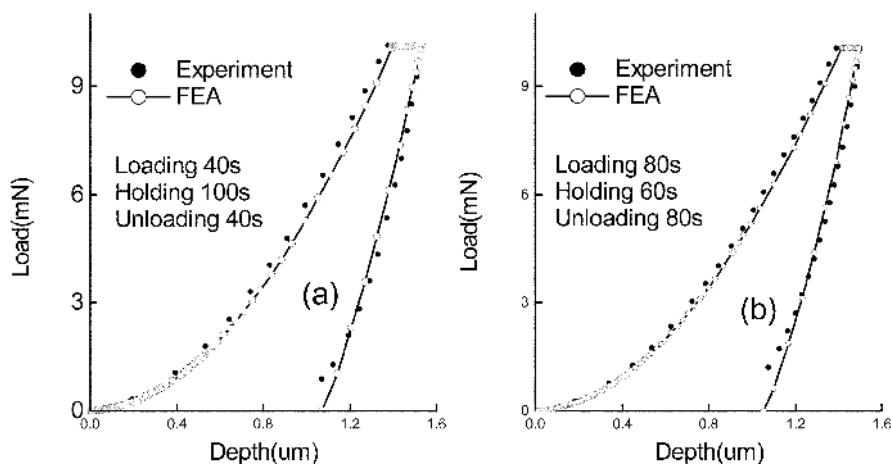 9
6
3
0
Load(mN)
Experiment
FEA
Loading 40s
Holding 100s
Unloading 40s
(a)
0.0 0.4 0.8 1.2 1.6
Depth(um)
9
6
3
0
Load(mN)
Experiment
FEA
Loading 80s
Holding 60s
Unloading 80s
(b)
0.0 0.4 0.8 1.2 1.6
Depth(um)